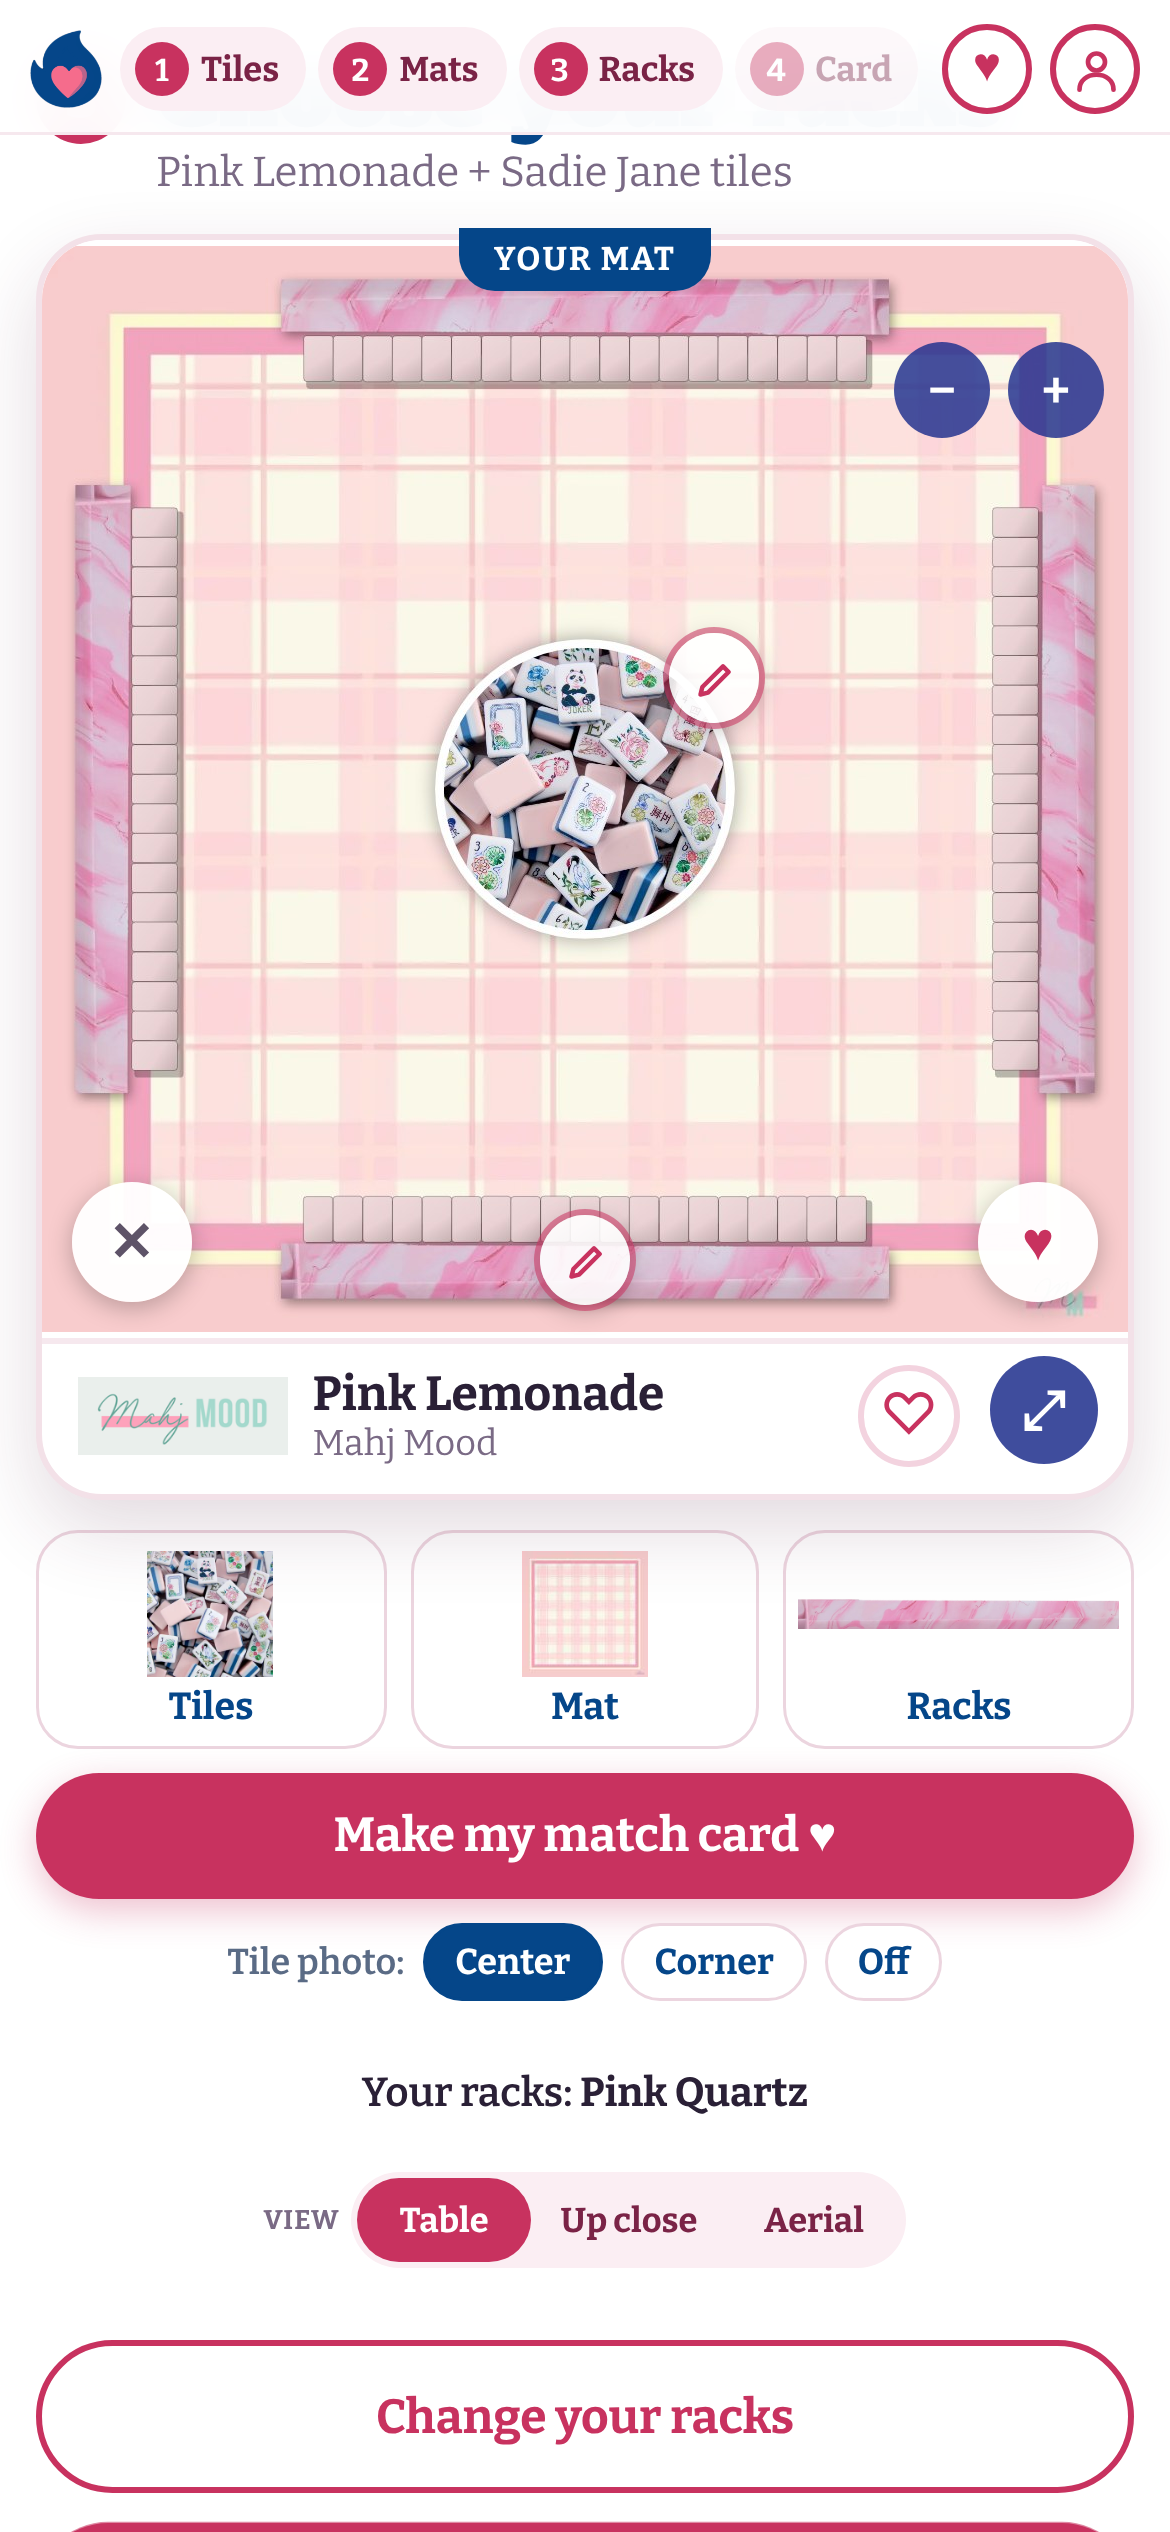 1 Tiles
2 Mats
3 Racks
4 Card
Pink Lemonade + Sadie Jane tiles
YOUR MAT
JOKER
Mahj MOOD
Pink Lemonade
Mahj Mood
Tiles
Mat
Racks
Make my match card ♥
Tile photo: Center Corner Off
Your racks: Pink Quartz
VIEW Table Up close Aerial
Change your racks